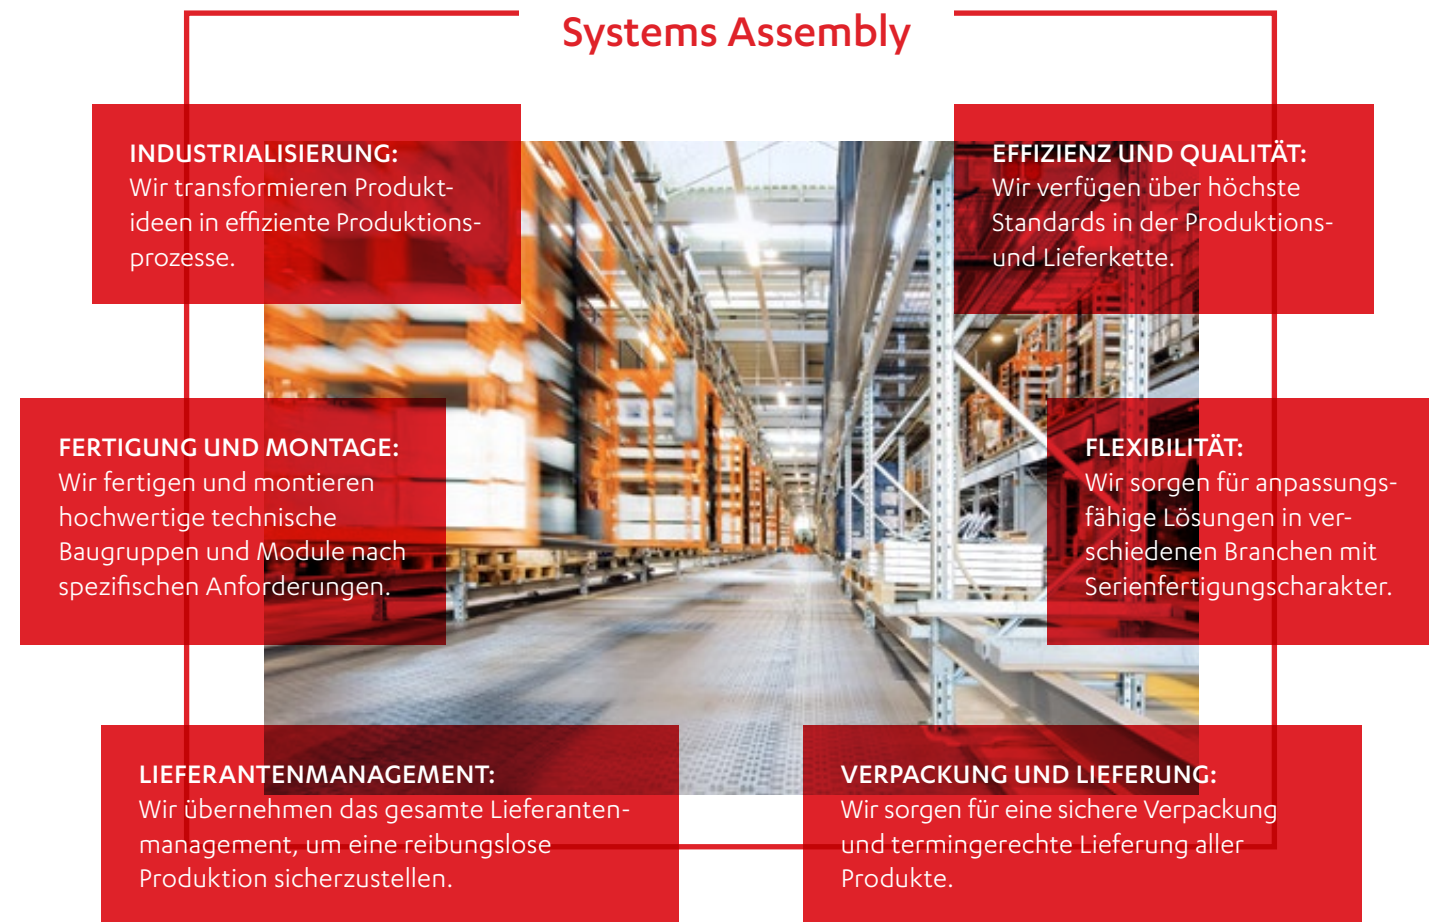 Systems Assembly
INDUSTRIALISIERUNG:
Wir transformieren Produkt-
ideen in effiziente Produktions-
prozesse.
EFFIZIENZ UND QUALITÄT:
Wir verfügen über höchste
Standards in der Produktions-
und Lieferkette.
FERTIGUNG UND MONTAGE:
Wir fertigen und montieren
hochwertige technische
Baugruppen und Module nach
spezifischen Anforderungen.
FLEXIBILITÄT:
Wir sorgen für anpassungs-
fähige Lösungen in ver-
schiedenen Branchen mit
Serienfertigungscharakter.
LIEFERANTENMANAGEMENT:
Wir übernehmen das gesamte Lieferanten-
management, um eine reibungslose
Produktion sicherzustellen.
VERPACKUNG UND LIEFERUNG:
Wir sorgen für eine sichere Verpackung
und termingerechte Lieferung aller
Produkte.